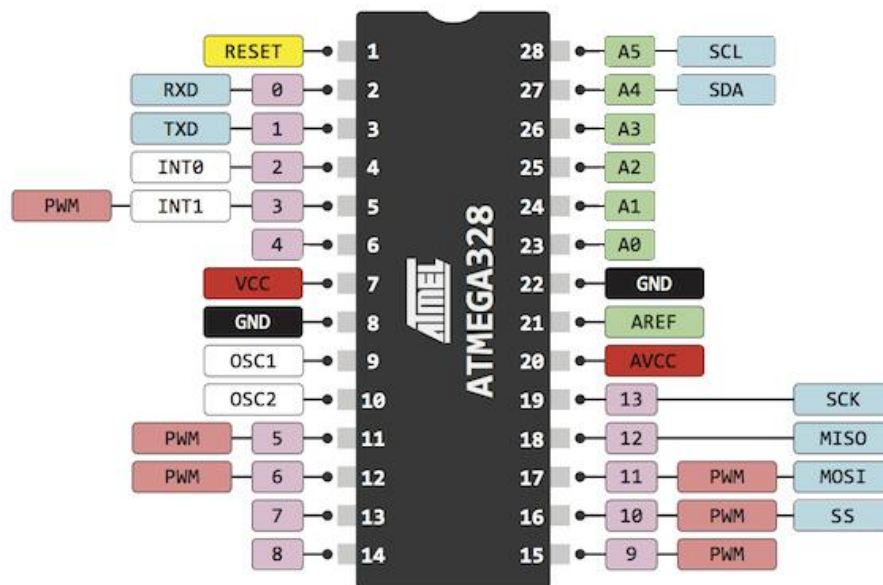 RESET 1 28 A5 SCL
RXD 0 2 27 A4 SDA
TXD 1 3 26 A3
INT0 2 4 25 A2
PWM INT1 3 5 24 A1
4 6 23 A0
VCC 7 22 GND
GND 8 21 AREF
OSC1 9 20 AVCC
OSC2 10 19 13 SCK
PWM 5 11 18 12 MISO
PWM 6 12 17 11 PWM MOSI
7 13 16 10 PWM SS
8 14 15 9 PWM
ATMEL
ATMEGA328